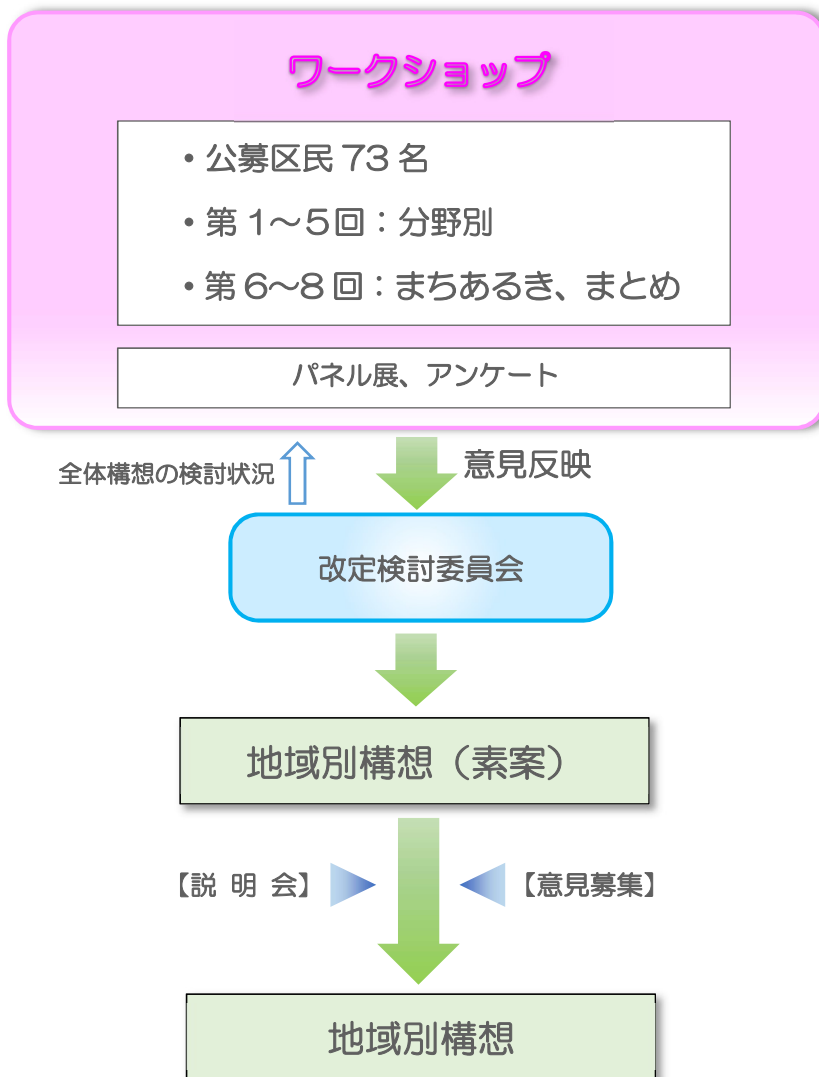 ワークショップ
・公募区民 73 名
・第 1～5回：分野別
・第 6～8 回：まちあるき、まとめ
パネル展、アンケート
全体構想の検討状況
意見反映
改定検討委員会
地域別構想（素案）
【説 明 会】
【意見募集】
地域別構想